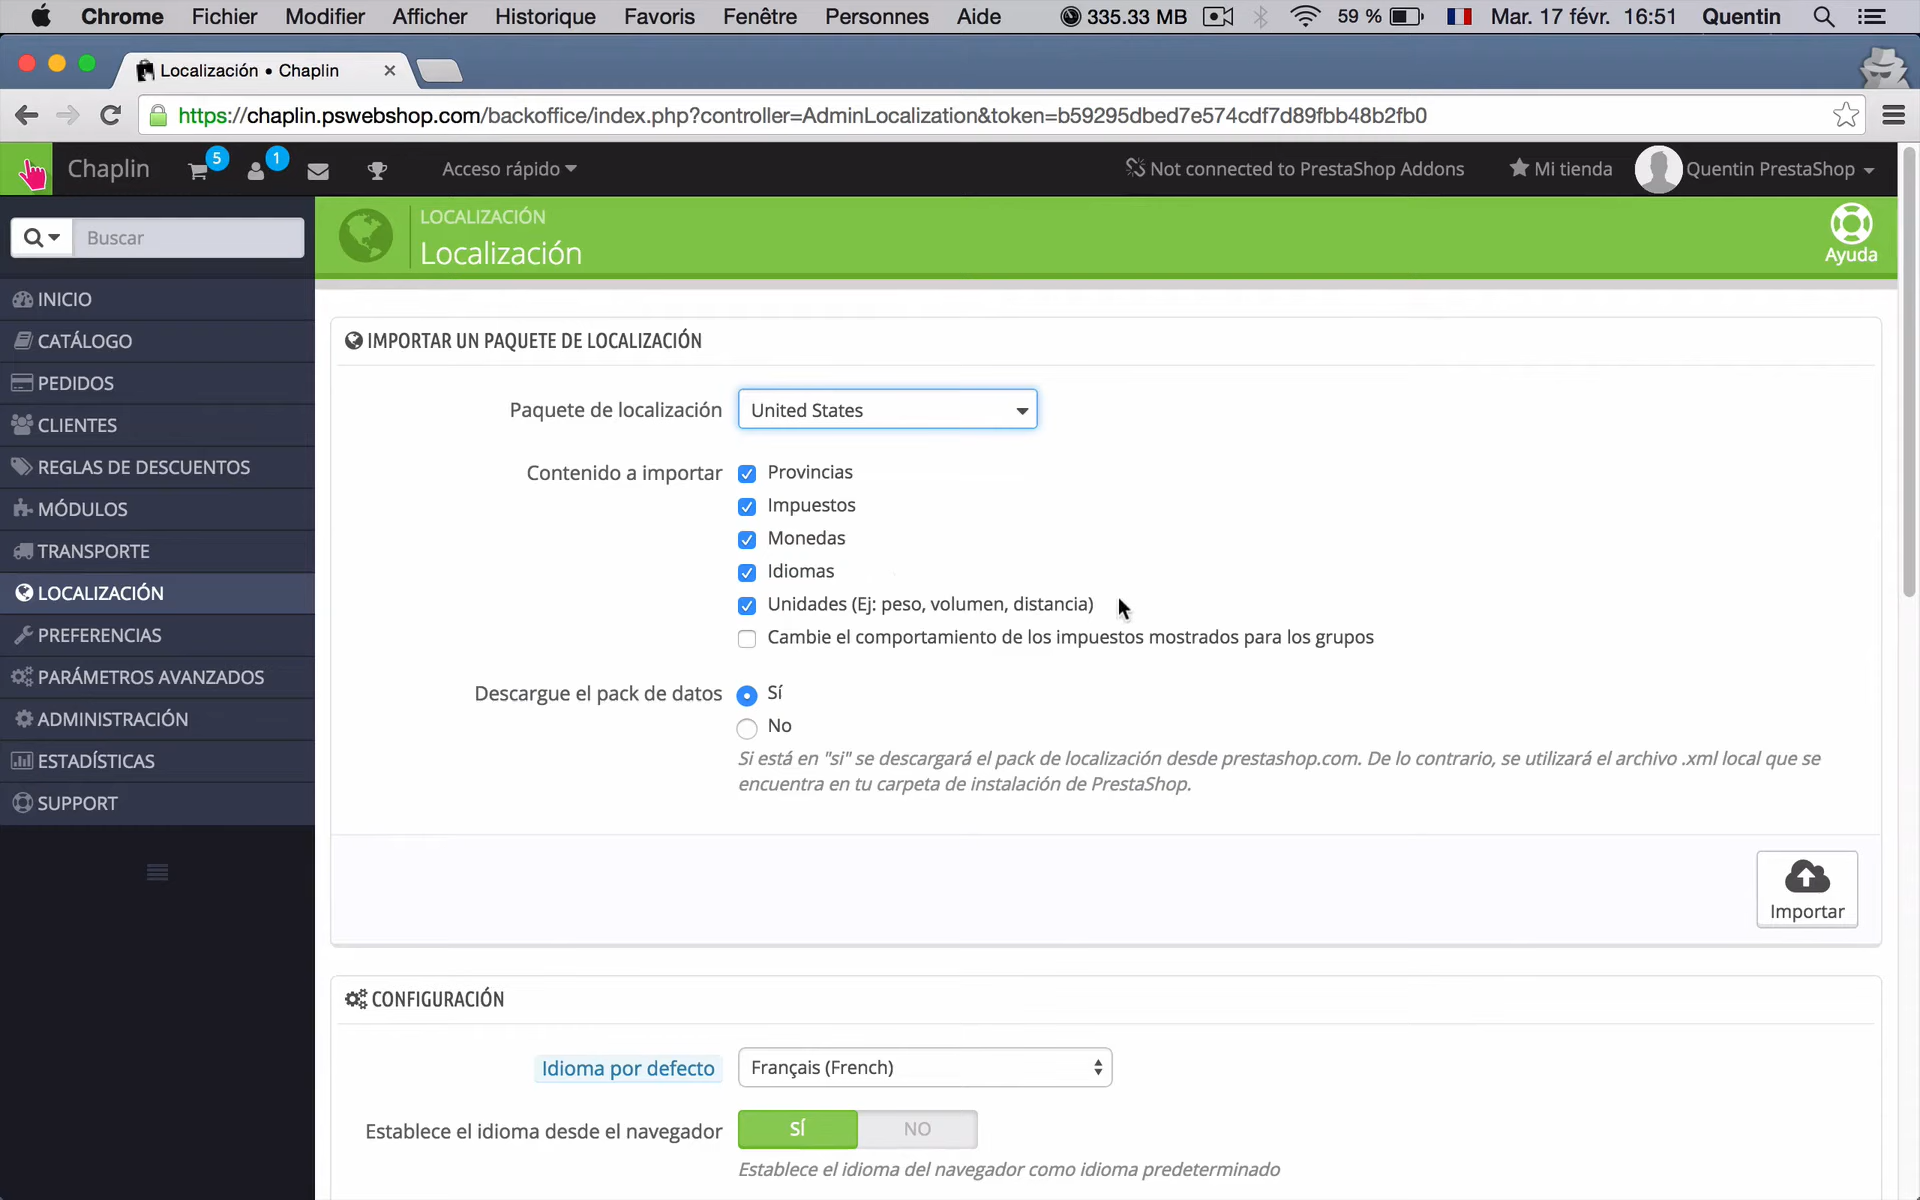 Chrome Fichier Modifier Afficher Historique Favoris Fenêtre Personnes Aide 335.33 MB 59 % Mar. 17 févr. 16:51 Quentin
Localización • Chaplin
https://chaplin.pswebshop.com/backoffice/index.php?controller=AdminLocalization&token=b59295dbed7e574cdf7d89fbb48b2fb0
Chaplin 5 1 Acceso rápido Not connected to PrestaShop Addons Mi tienda Quentin PrestaShop
Buscar
INICIO
CATÁLOGO
PEDIDOS
CLIENTES
REGLAS DE DESCUENTOS
MÓDULOS
TRANSPORTE
LOCALIZACIÓN
PREFERENCIAS
PARÁMETROS AVANZADOS
ADMINISTRACIÓN
ESTADÍSTICAS
SUPPORT
LOCALIZACIÓN
Localización
Ayuda
IMPORTAR UN PAQUETE DE LOCALIZACIÓN
Paquete de localización United States
Contenido a importar Provincias
Impuestos
Monedas
Idiomas
Unidades (Ej: peso, volumen, distancia)
Cambie el comportamiento de los impuestos mostrados para los grupos
Descargue el pack de datos Sí
No
Si está en "si" se descargará el pack de localización desde prestashop.com. De lo contrario, se utilizará el archivo .xml local que se
encuentra en tu carpeta de instalación de PrestaShop.
Importar
CONFIGURACIÓN
Idioma por defecto Français (French)
Establece el idioma desde el navegador SÍ NO
Establece el idioma del navegador como idioma predeterminado